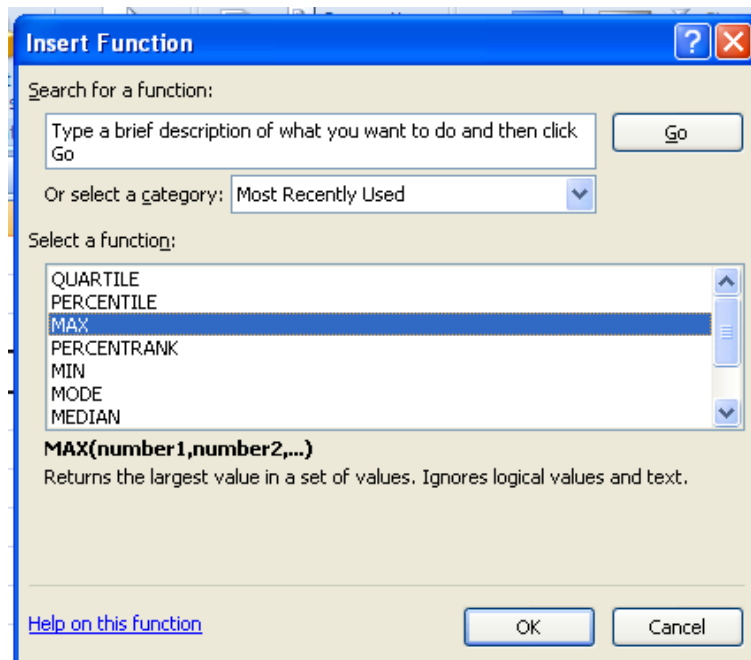 Insert Function
Search for a function:
Type a brief description of what you want to do and then click
Go
Go
Or select a category: Most Recently Used
Select a function:
QUARTILE
PERCENTILE
MAX
PERCENTRANK
MIN
MODE
MEDIAN
MAX(number1,number2,...)
Returns the largest value in a set of values. Ignores logical values and text.
Help on this function
OK Cancel